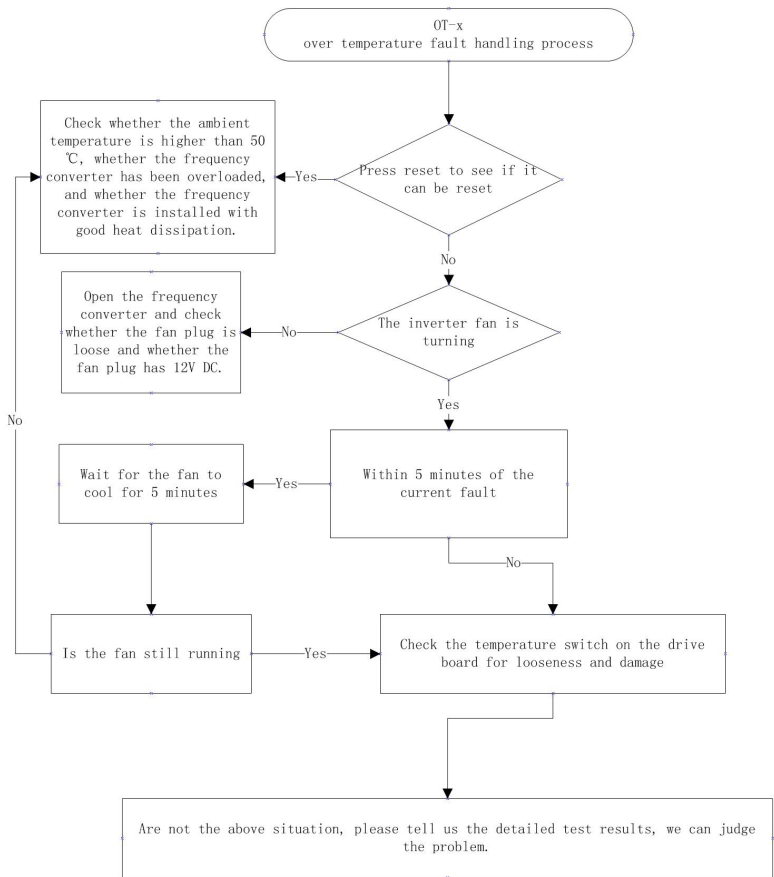 OT-x
over temperature fault handling process
Check whether the ambient
temperature is higher than 50
℃, whether the frequency
converter has been overloaded,
and whether the frequency
converter is installed with
good heat dissipation.
Yes
Press reset to see if it
can be reset
No
Open the frequency
converter and check
whether the fan plug is
loose and whether the
fan plug has 12V DC.
No
The inverter fan is
turning
Yes
No
Wait for the fan to
cool for 5 minutes
Yes
Within 5 minutes of the
current fault
No
Is the fan still running
Yes
Check the temperature switch on the drive
board for looseness and damage
Are not the above situation, please tell us the detailed test results, we can judge
the problem.